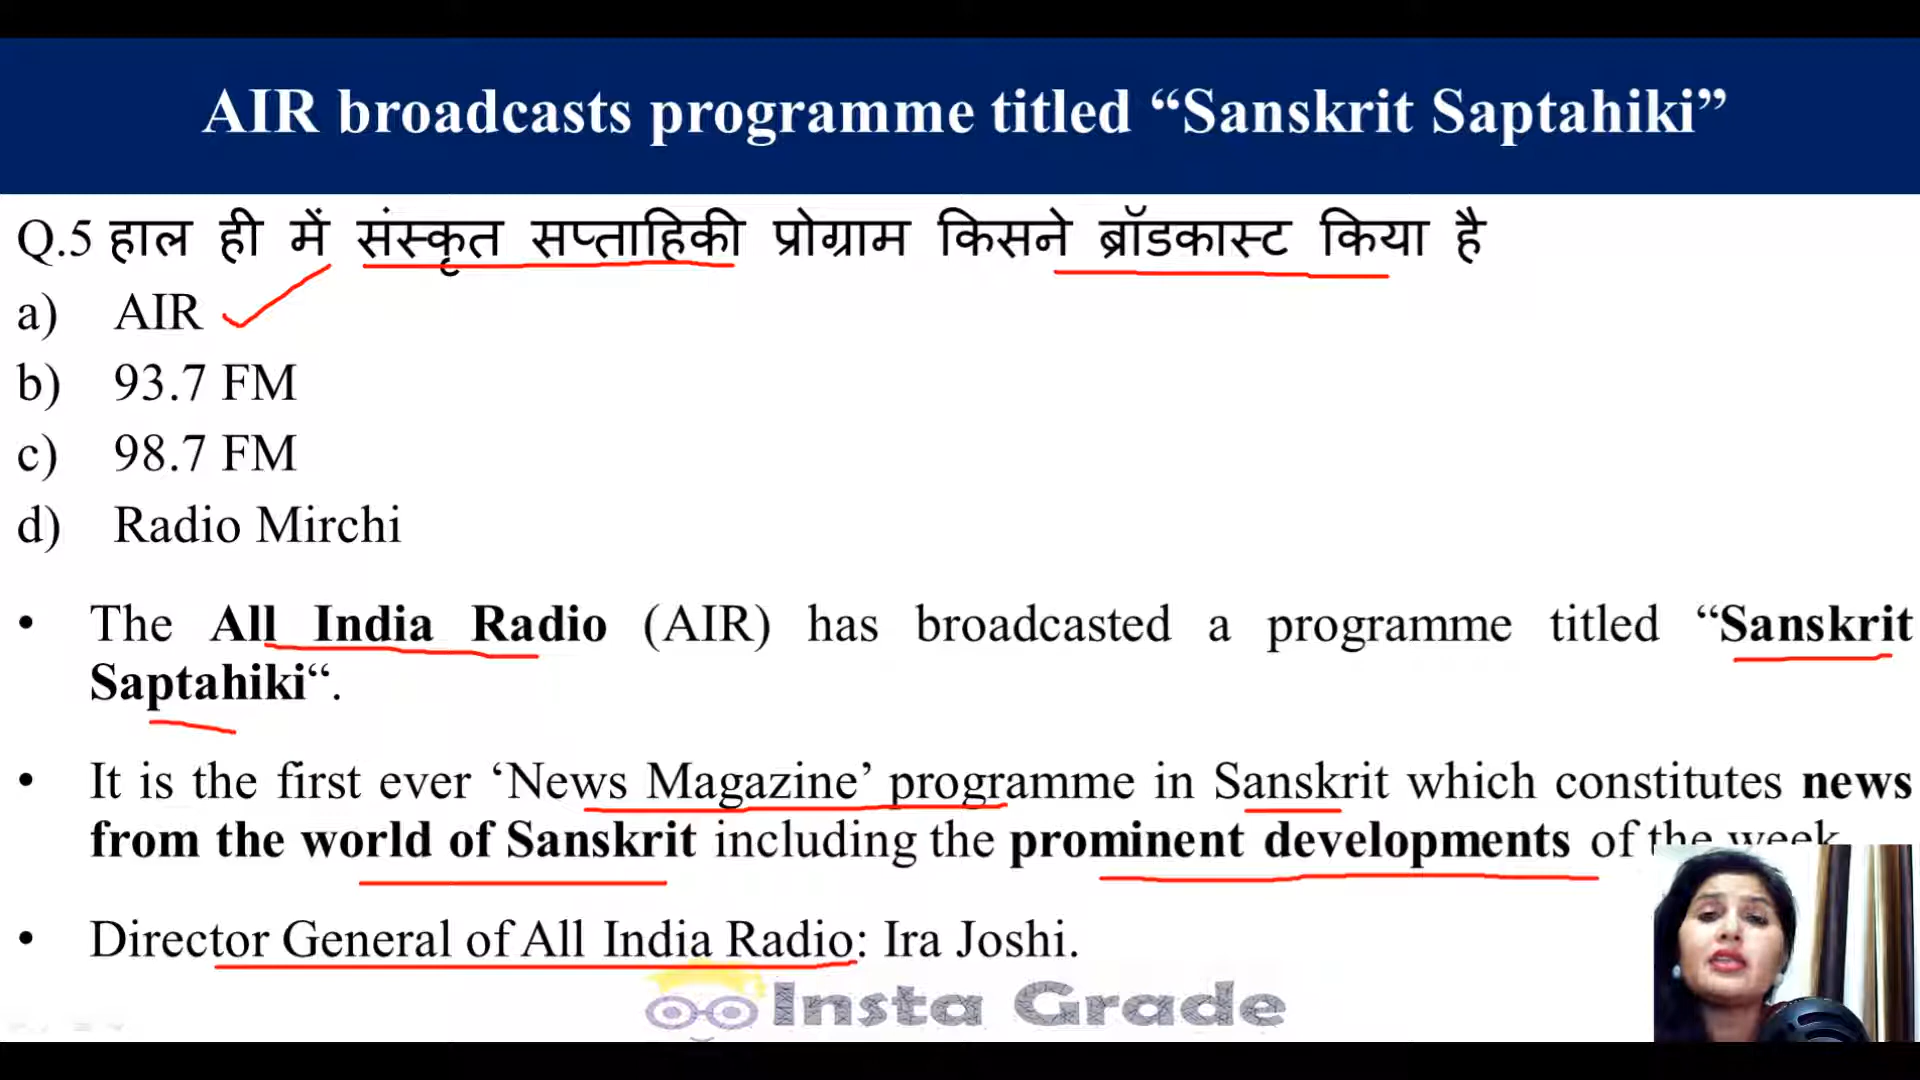 AIR broadcasts programme titled “Sanskrit Saptahiki”
Q.5 हाल ही में संस्कृत सप्ताहिकी प्रोग्राम किसने ब्रॉडकास्ट किया है
a) AIR
b) 93.7 FM
c) 98.7 FM
d) Radio Mirchi
• The All India Radio (AIR) has broadcasted a programme titled “Sanskrit
Saptahiki“.
• It is the first ever ‘News Magazine’ programme in Sanskrit which constitutes news
from the world of Sanskrit including the prominent developments of the week
• Director General of All India Radio: Ira Joshi.
Insta Grade